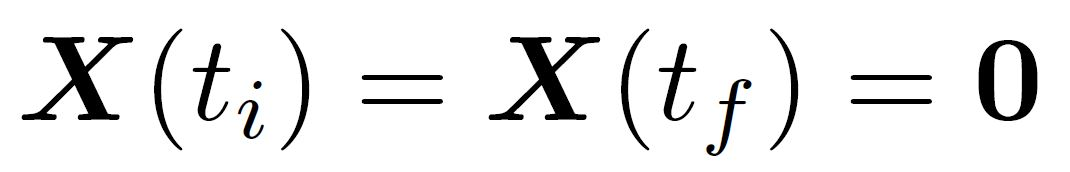 X(t_i) = X(t_f) = 0